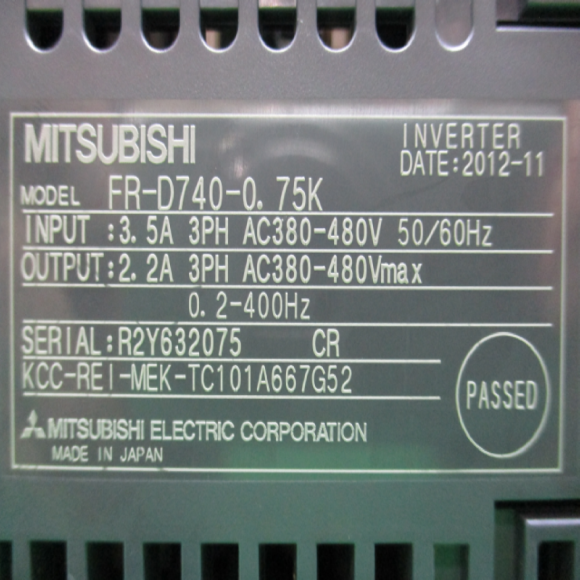 MITSUBISHI INVERTER
DATE:2012-11
MODEL FR-D740-0.75K
INPUT :3.5A 3PH AC380-480V 50/60Hz
OUTPUT:2.2A 3PH AC380-480Vmax
0.2-400Hz
SERIAL:R2Y632075 CR
KCC-REI-MEK-TC101A667G52
PASSED
MITSUBISHI ELECTRIC CORPORATION
MADE IN JAPAN